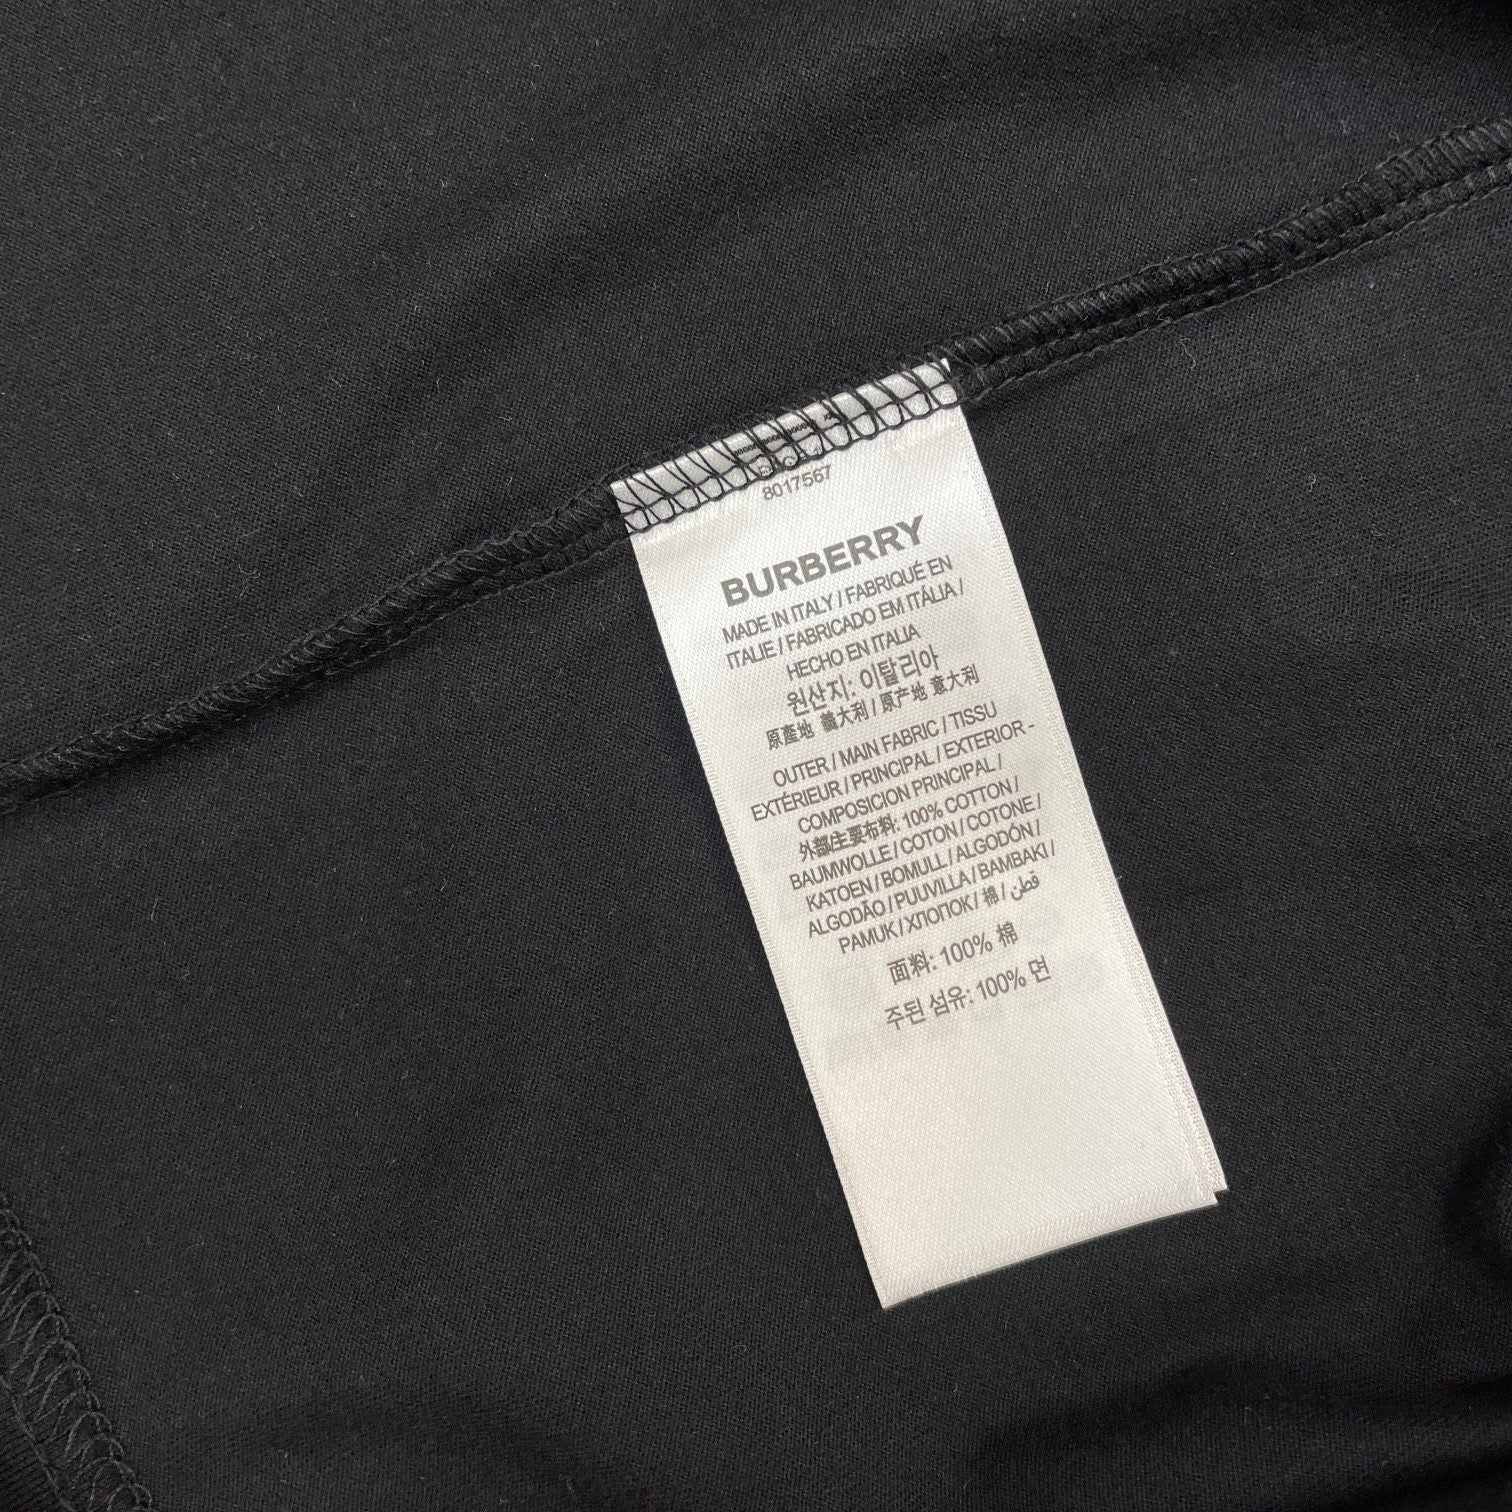 8017567
BURBERRY
MADE IN ITALY / FABRIQUÉ EN
ITALIE / FABRICADO EM ITÁLIA /
HECHO EN ITALIA
원산지: 이탈리아
原產地 義大利 / 原产地 意大利
OUTER / MAIN FABRIC / TISSU
EXTÉRIEUR / PRINCIPAL / EXTERIOR -
COMPOSICION PRINCIPAL /
外部/主要布料: 100% COTTON /
BAUMWOLLE / COTON / COTONE /
KATOEN / BOMULL / ALGODÓN /
ALGODÃO / PUUVILLA / BAMBAKI /
PAMUK / ХЛОПОК / 棉 / قطن
面料: 100% 棉
주된 섬유: 100% 면